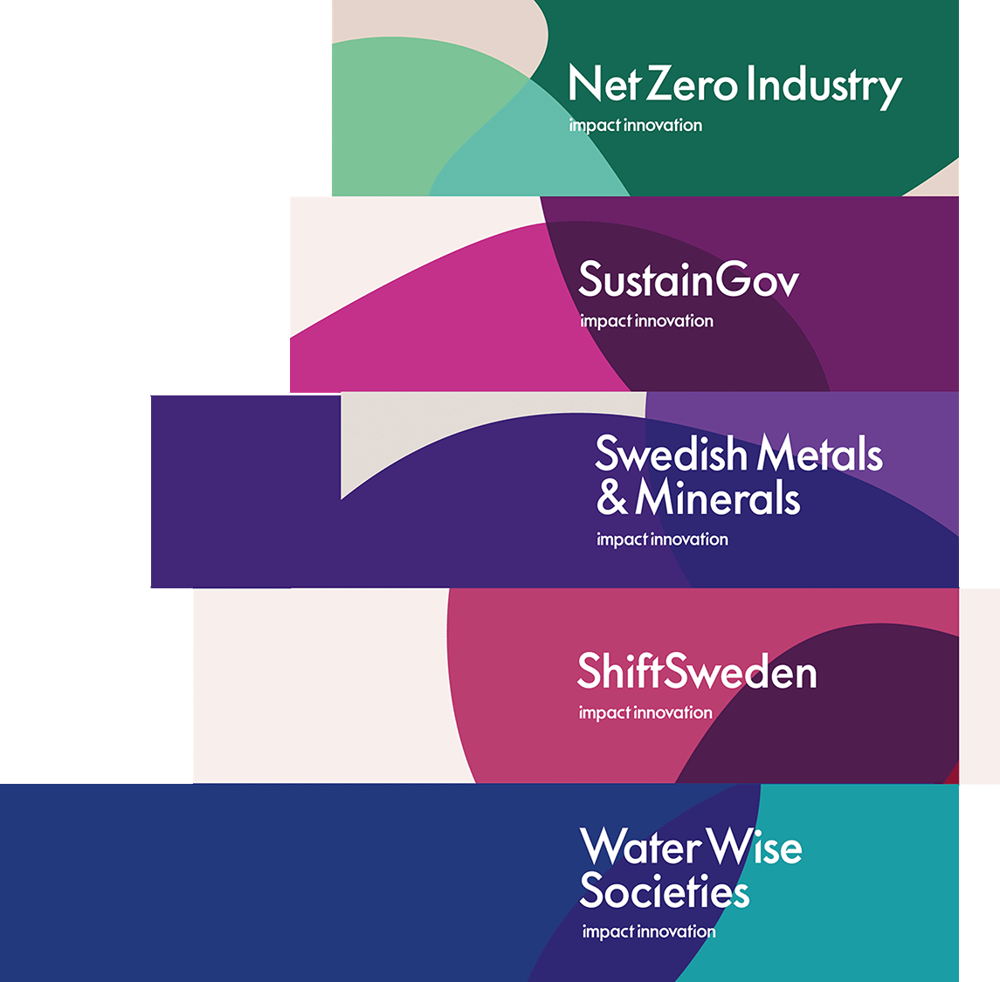 Net Zero Industry
impact innovation
SustainGov
impact innovation
Swedish Metals
& Minerals
impact innovation
ShiftSweden
impact innovation
Water Wise
Societies
impact innovation